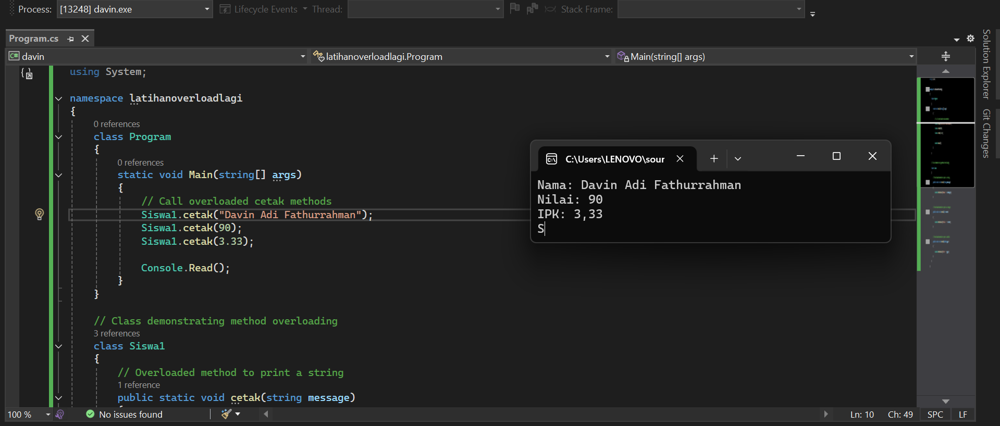 Process: [13248] davin.exe Lifecycle Events Thread: Stack Frame:
Program.cs
C# davin latihanoverloadlagi.Program Main(string[] args)
using System;
namespace latihanoverloadlagi
{
0 references
class Program
{
0 references
static void Main(string[] args)
{
// Call overloaded cetak methods
Siswa1.cetak("Davin Adi Fathurrahman");
Siswa1.cetak(90);
Siswa1.cetak(3.33);
Console.Read();
}
}
// Class demonstrating method overloading
3 references
class Siswa1
{
// Overloaded method to print a string
1 reference
public static void cetak(string message)
C:\Users\LENOVO\sour
Nama: Davin Adi Fathurrahman
Nilai: 90
IPK: 3,33
S
Solution Explorer
Git Changes
100 % No issues found Ln: 10 Ch: 49 SPC LF